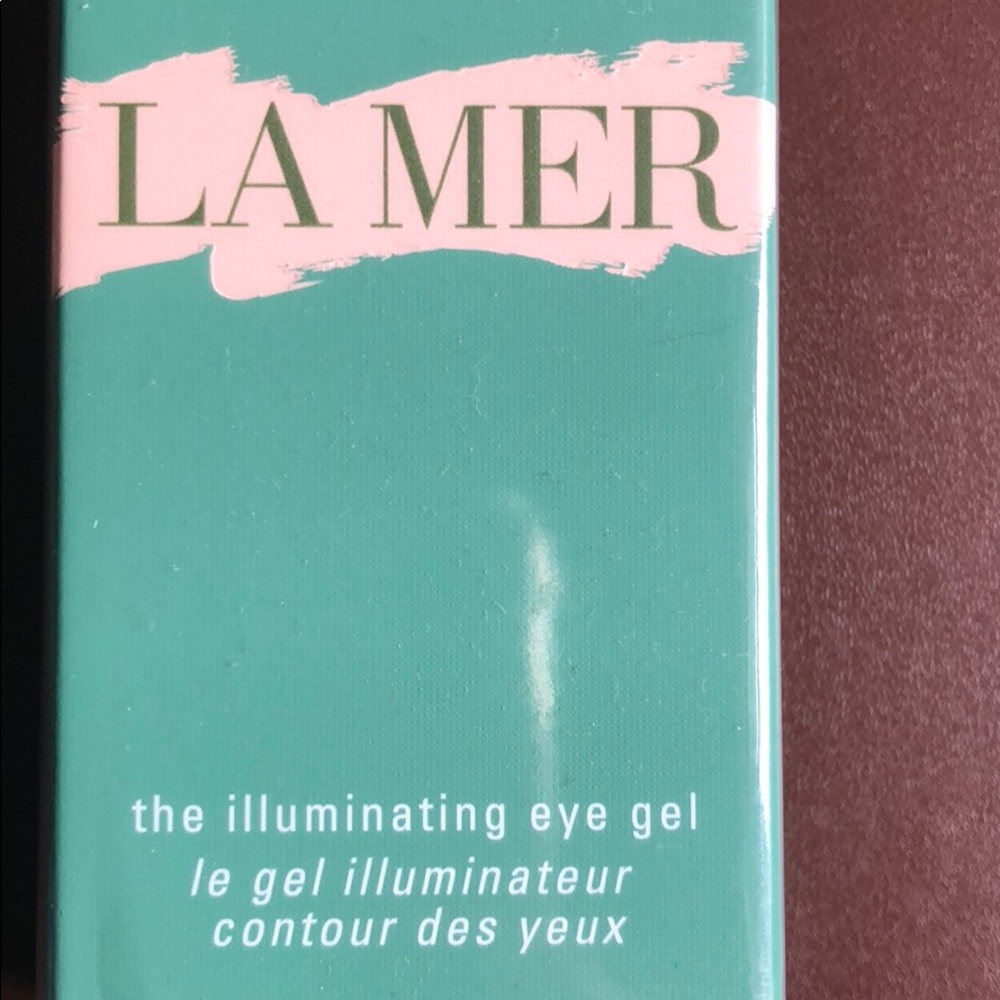 LA MER
the illuminating eye gel
le gel illuminateur
contour des yeux